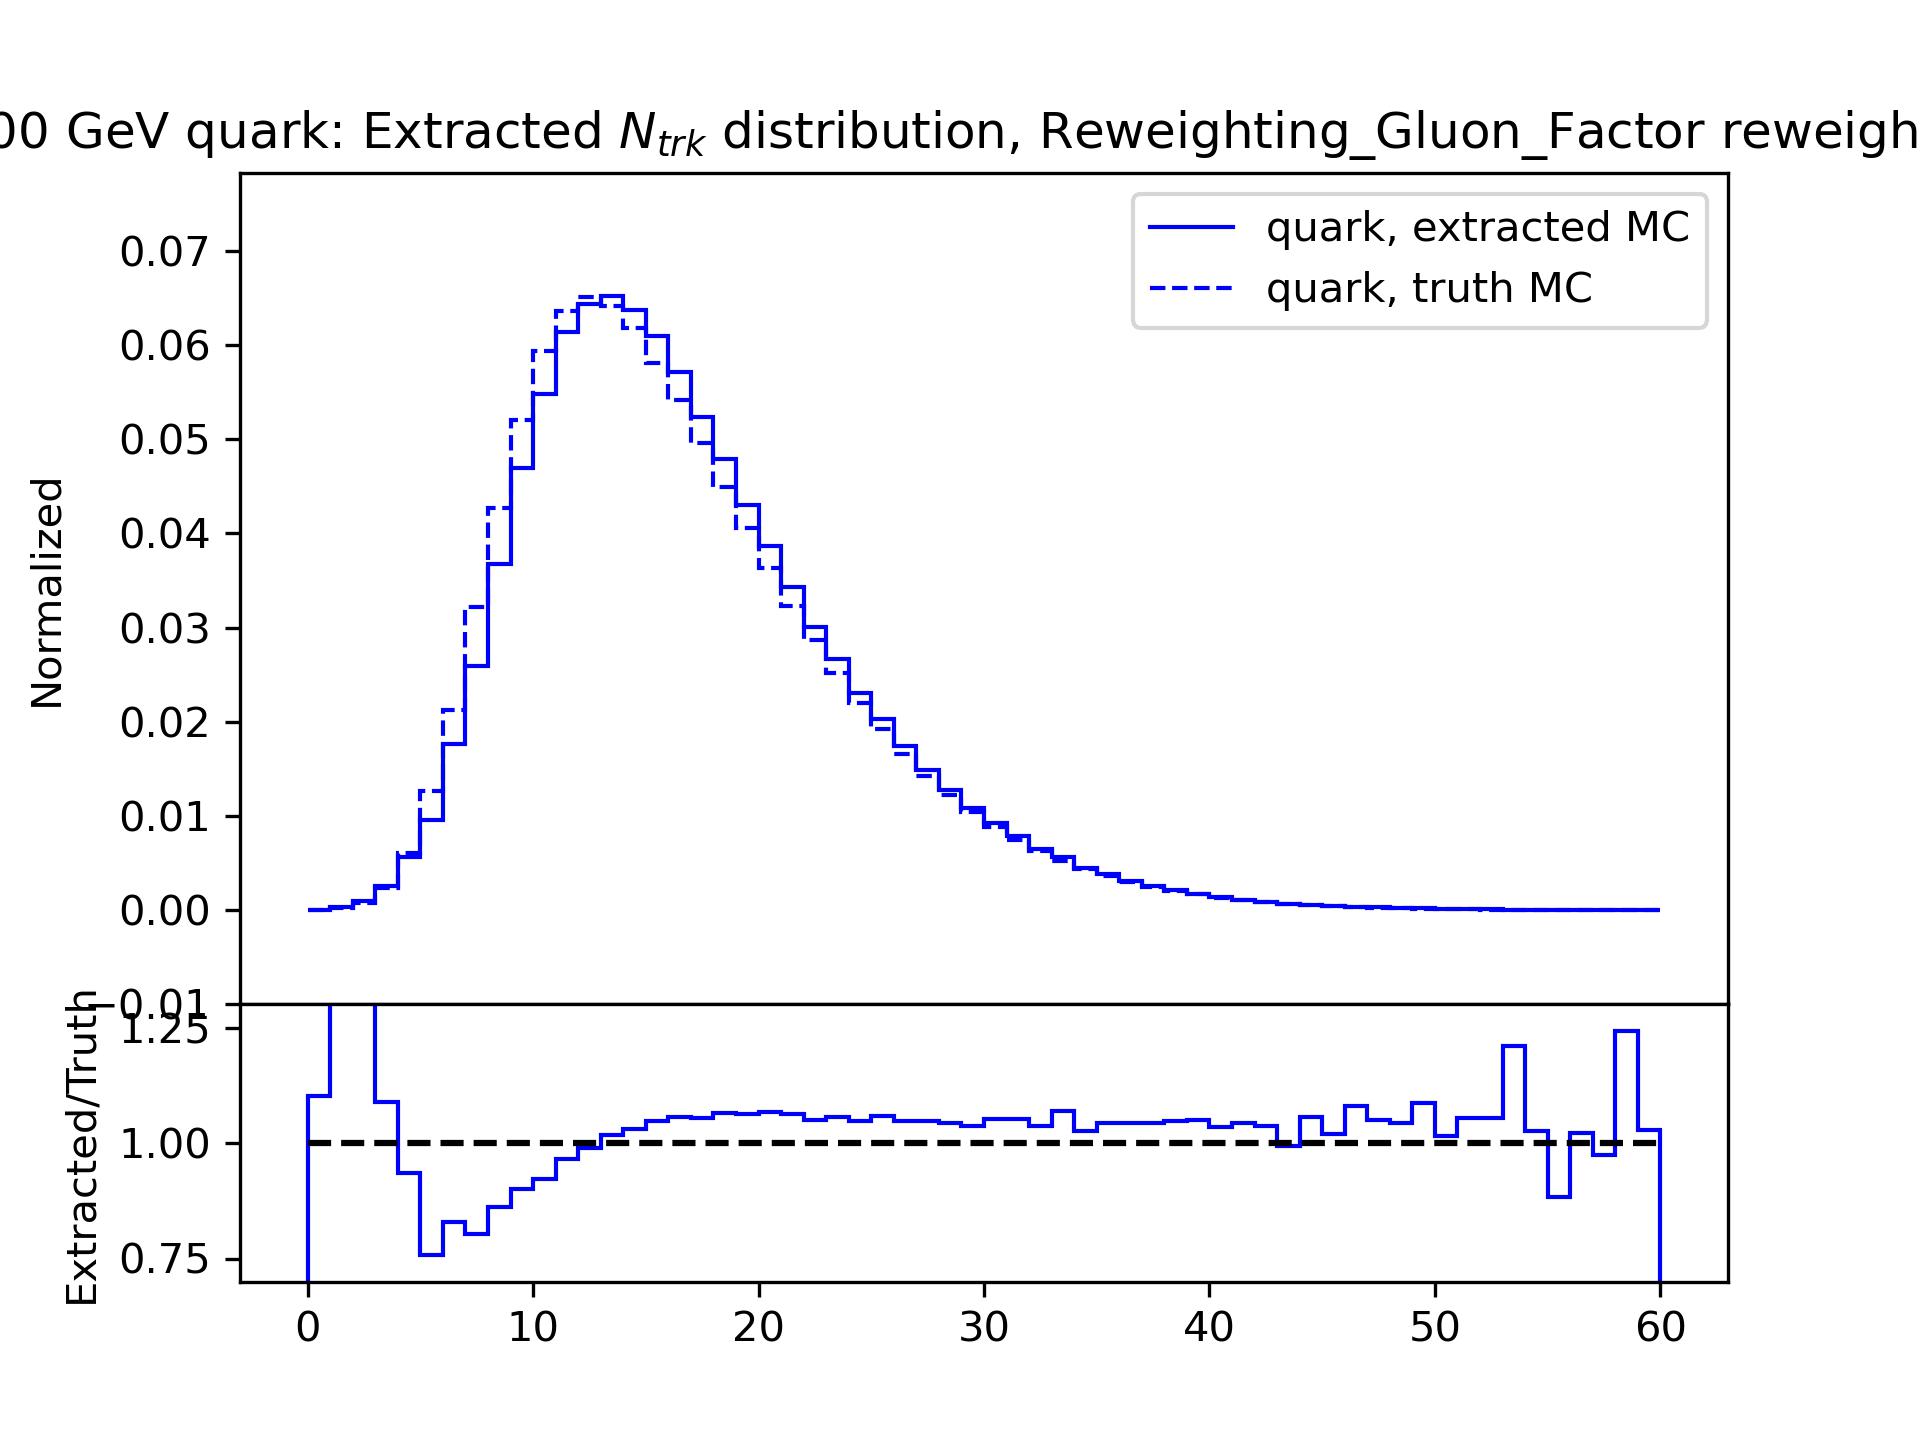 00 GeV quark: Extracted N_trk distribution, Reweighting_Gluon_Factor reweigh
quark, extracted MC
quark, truth MC
Normalized
0.07
0.06
0.05
0.04
0.03
0.02
0.01
0.00
−0.01
Extracted/Truth
1.25
1.00
0.75
0 10 20 30 40 50 60